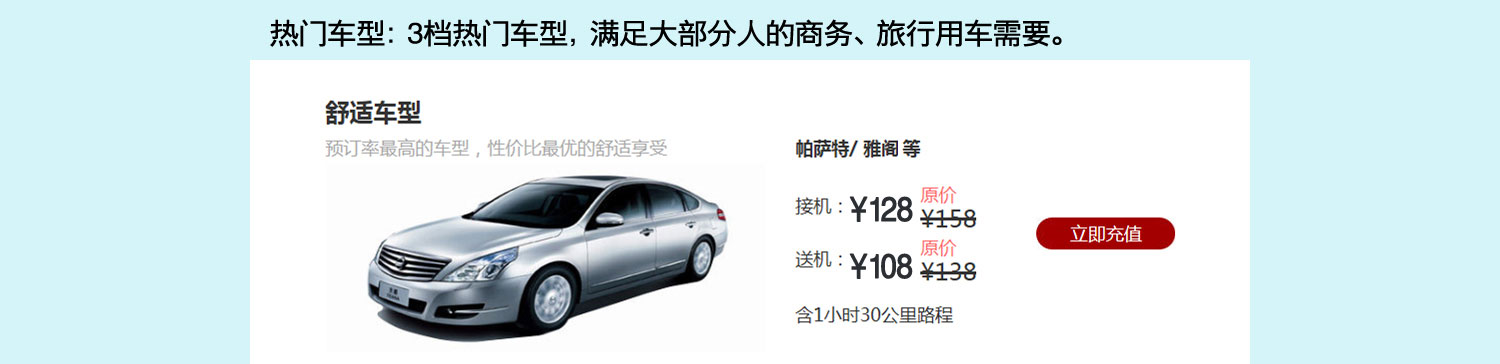 热门车型：3档热门车型，满足大部分人的商务、旅行用车需要。
舒适车型
预订率最高的车型，性价比最优的舒适享受
帕萨特/ 雅阁 等
接机：¥128 原价 ¥158
送机：¥108 原价 ¥138
含1小时30公里路程
立即充值